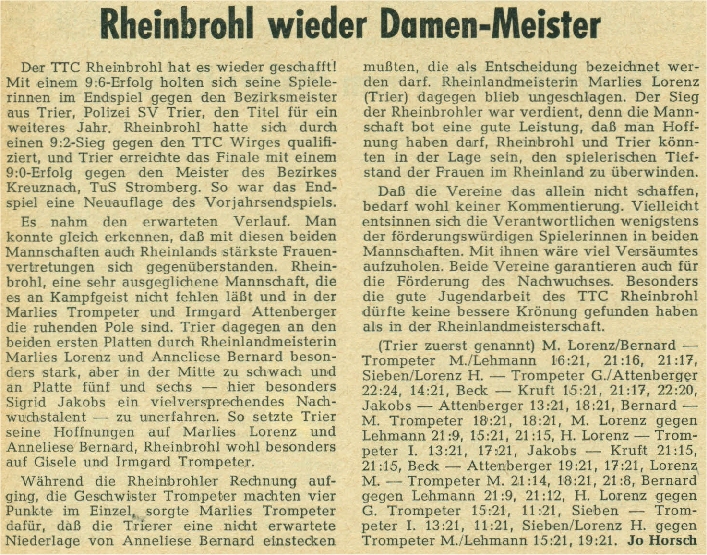 Rheinbrohl wieder Damen-Meister
Der TTC Rheinbrohl hat es wieder geschafft!
Mit einem 9:6-Erfolg holten sich seine Spiele-
rinnen im Endspiel gegen den Bezirksmeister
aus Trier, Polizei SV Trier, den Titel für ein
weiteres Jahr. Rheinbrohl hatte sich durch
einen 9:2-Sieg gegen den TTC Wirges qualifi-
ziert, und Trier erreichte das Finale mit einem
9:0-Erfolg gegen den Meister des Bezirkes
Kreuznach, TuS Stromberg. So war das End-
spiel eine Neuauflage des Vorjahrsendspiels.
Es nahm den erwarteten Verlauf. Man
konnte gleich erkennen, daß mit diesen beiden
Mannschaften auch Rheinlands stärkste Frauen-
vertretungen sich gegenüberstanden. Rhein-
brohl, eine sehr ausgeglichene Mannschaft, die
es an Kampfgeist nicht fehlen läßt und in der
Marlies Trompeter und Irmgard Attenberger
die ruhenden Pole sind. Trier dagegen an den
beiden ersten Platten durch Rheinlandmeisterin
Marlies Lorenz und Anneliese Bernard beson-
ders stark, aber in der Mitte zu schwach und
an Platte fünf und sechs — hier besonders
Sigrid Jakobs ein vielversprechendes Nach-
wuchstalent — zu unerfahren. So setzte Trier
seine Hoffnungen auf Marlies Lorenz und
Anneliese Bernard, Rheinbrohl wohl besonders
auf Gisele und Irmgard Trompeter.
Während die Rheinbrohler Rechnung auf-
ging, die Geschwister Trompeter machten vier
Punkte im Einzel, sorgte Marlies Trompeter
dafür, daß die Trierer eine nicht erwartete
Niederlage von Anneliese Bernard einstecken
mußten, die als Entscheidung bezeichnet wer-
den darf. Rheinlandmeisterin Marlies Lorenz
(Trier) dagegen blieb ungeschlagen. Der Sieg
der Rheinbrohler war verdient, denn die Mann-
schaft bot eine gute Leistung, daß man Hoff-
nung haben darf, Rheinbrohl und Trier könn-
ten in der Lage sein, den spielerischen Tief-
stand der Frauen im Rheinland zu überwinden.
Daß die Vereine das allein nicht schaffen,
bedarf wohl keiner Kommentierung. Vielleicht
entsinnen sich die Verantwortlichen wenigstens
der förderungswürdigen Spielerinnen in beiden
Mannschaften. Mit ihnen wäre viel Versäumtes
aufzuholen. Beide Vereine garantieren auch für
die Förderung des Nachwuchses. Besonders
die gute Jugendarbeit des TTC Rheinbrohl
dürfte keine bessere Krönung gefunden haben
als in der Rheinlandmeisterschaft.
(Trier zuerst genannt) M. Lorenz/Bernard —
Trompeter M./Lehmann 16:21, 21:16, 21:17,
Sieben/Lorenz H. — Trompeter G./Attenberger
22:24, 14:21, Beck — Kruft 15:21, 21:17, 22:20,
Jakobs — Attenberger 13:21, 18:21, Bernard —
M. Trompeter 18:21, 18:21, M. Lorenz gegen
Lehmann 21:9, 15:21, 21:15, H. Lorenz — Trom-
peter I. 13:21, 17:21, Jakobs — Kruft 21:15,
21:15, Beck — Attenberger 19:21, 17:21, Lorenz
M. — Trompeter M. 21:14, 18:21, 21:8, Bernard
gegen Lehmann 21:9, 21:12, H. Lorenz gegen
G. Trompeter 15:21, 11:21, Sieben — Trom-
peter I. 13:21, 11:21, Sieben/Lorenz H. gegen
Trompeter M./Lehmann 15:21, 19:21. Jo Horsch